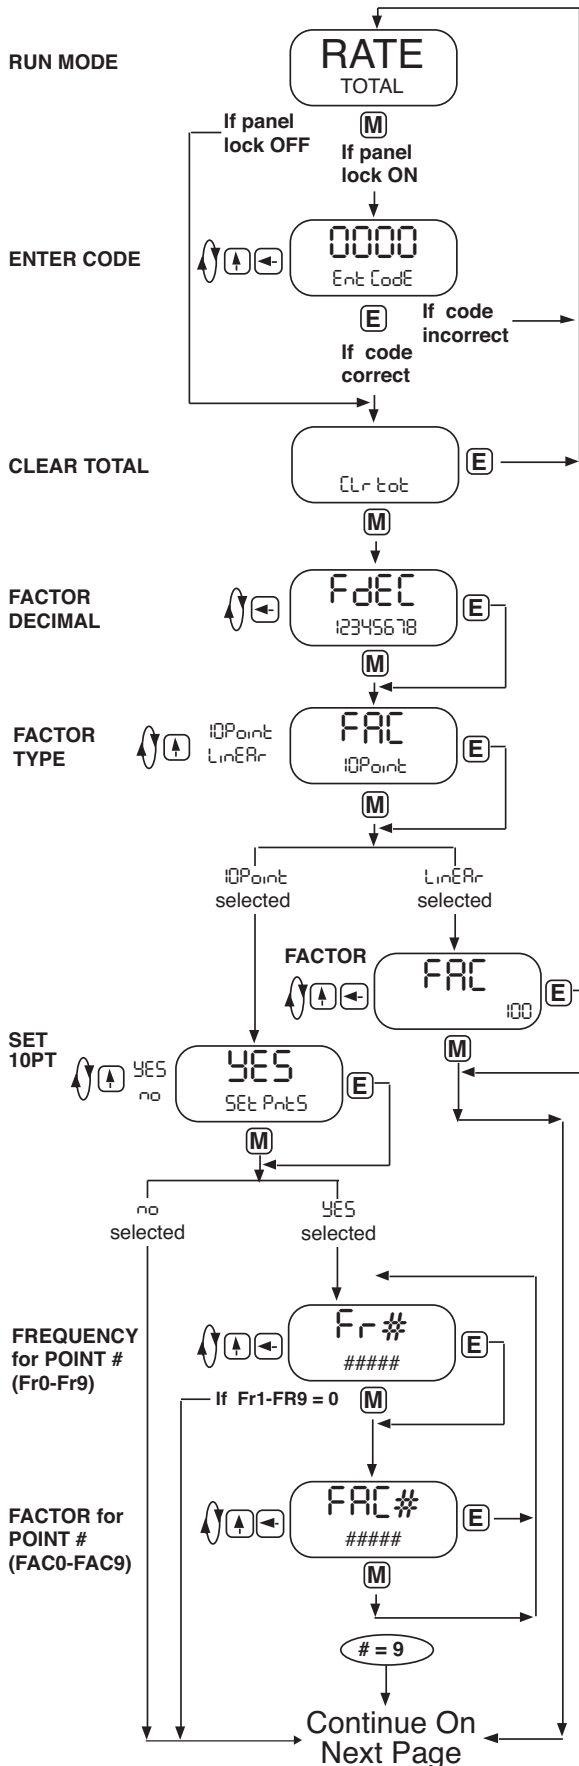 RUN MODE
RATE
TOTAL
If panel
lock OFF
M
If panel
lock ON
ENTER CODE
0000
Ent CodE
E
If code
incorrect
If code
correct
CLEAR TOTAL
CLr tot
E
M
FACTOR
DECIMAL
FdEC
12345678
E
M
FACTOR
TYPE
10Point
LinEAr
FAC
10Point
E
M
10Point
selected
LinEAr
selected
FACTOR
FAC
100
E
M
SET
10PT
YES
no
YES
SEt PntS
E
M
no
selected
YES
selected
FREQUENCY
for POINT #
(Fr0-Fr9)
Fr#
#####
E
If Fr1-FR9 = 0
M
FACTOR for
POINT #
(FAC0-FAC9)
FAC#
#####
E
M
# = 9
Continue On
Next Page